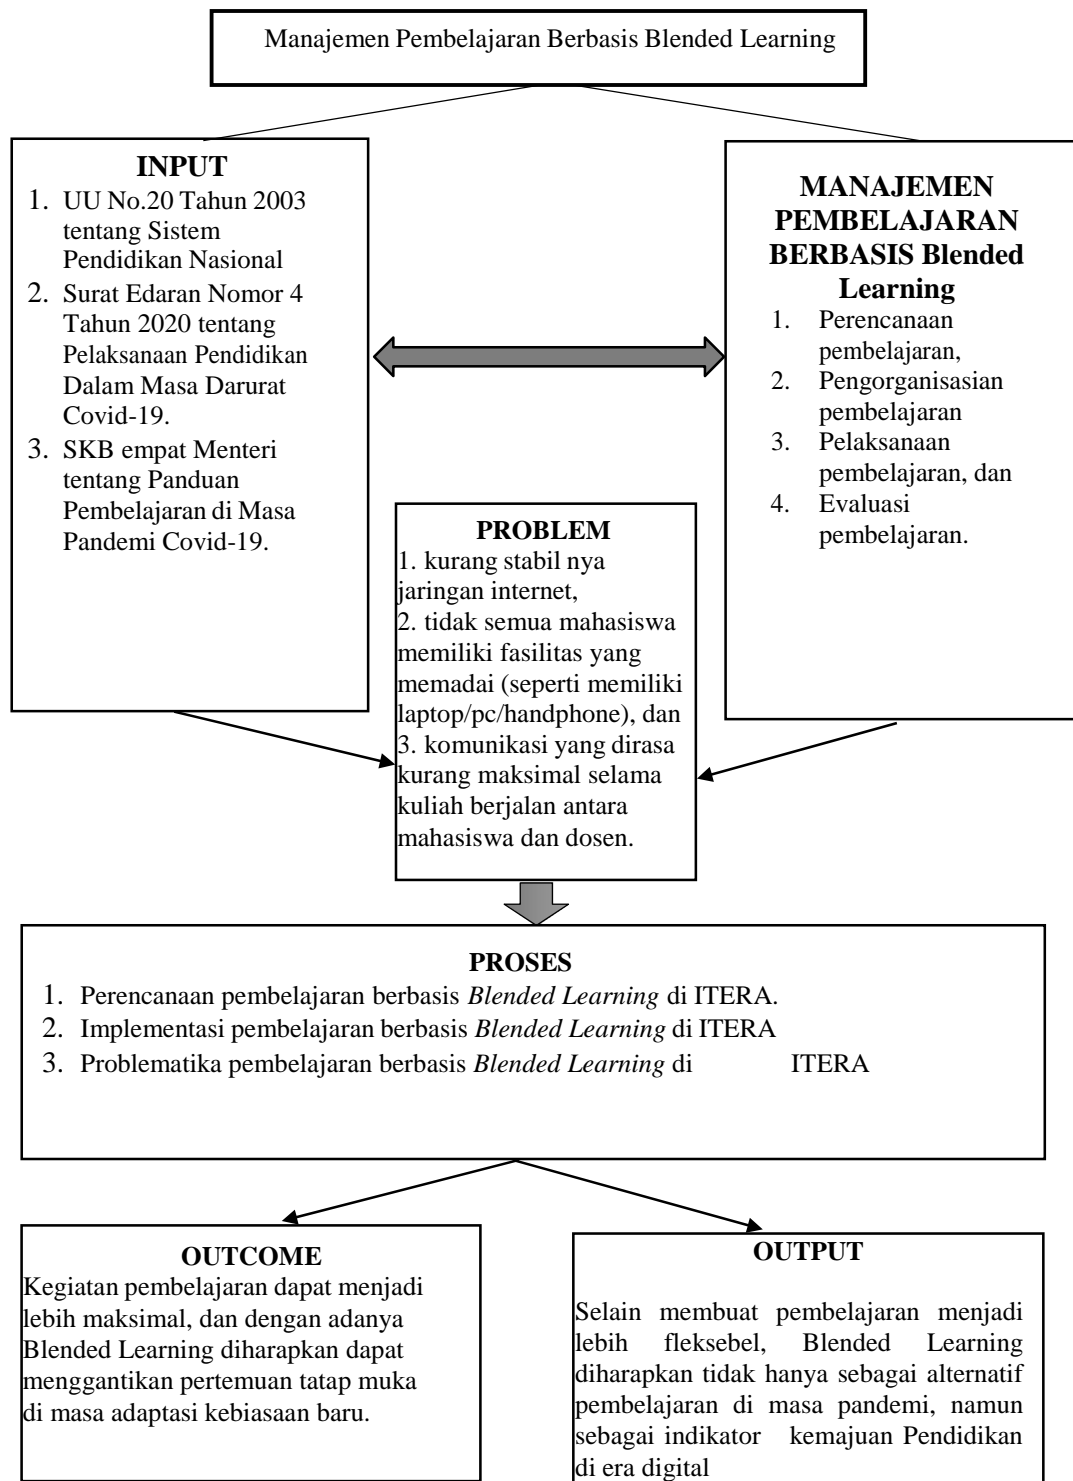 Manajemen Pembelajaran Berbasis Blended Learning
INPUT
1. UU No.20 Tahun 2003
tentang Sistem
Pendidikan Nasional
2. Surat Edaran Nomor 4
Tahun 2020 tentang
Pelaksanaan Pendidikan
Dalam Masa Darurat
Covid-19.
3. SKB empat Menteri
tentang Panduan
Pembelajaran di Masa
Pandemi Covid-19.
MANAJEMEN
PEMBELAJARAN
BERBASIS Blended
Learning
1. Perencanaan
pembelajaran,
2. Pengorganisasian
pembelajaran
3. Pelaksanaan
pembelajaran, dan
4. Evaluasi
pembelajaran.
PROBLEM
1. kurang stabil nya
jaringan internet,
2. tidak semua mahasiswa
memiliki fasilitas yang
memadai (seperti memiliki
laptop/pc/handphone), dan
3. komunikasi yang dirasa
kurang maksimal selama
kuliah berjalan antara
mahasiswa dan dosen.
PROSES
1. Perencanaan pembelajaran berbasis Blended Learning di ITERA.
2. Implementasi pembelajaran berbasis Blended Learning di ITERA
3. Problematika pembelajaran berbasis Blended Learning di ITERA
OUTCOME
Kegiatan pembelajaran dapat menjadi
lebih maksimal, dan dengan adanya
Blended Learning diharapkan dapat
menggantikan pertemuan tatap muka
di masa adaptasi kebiasaan baru.
OUTPUT
Selain membuat pembelajaran menjadi
lebih fleksebel, Blended Learning
diharapkan tidak hanya sebagai alternatif
pembelajaran di masa pandemi, namun
sebagai indikator kemajuan Pendidikan
di era digital